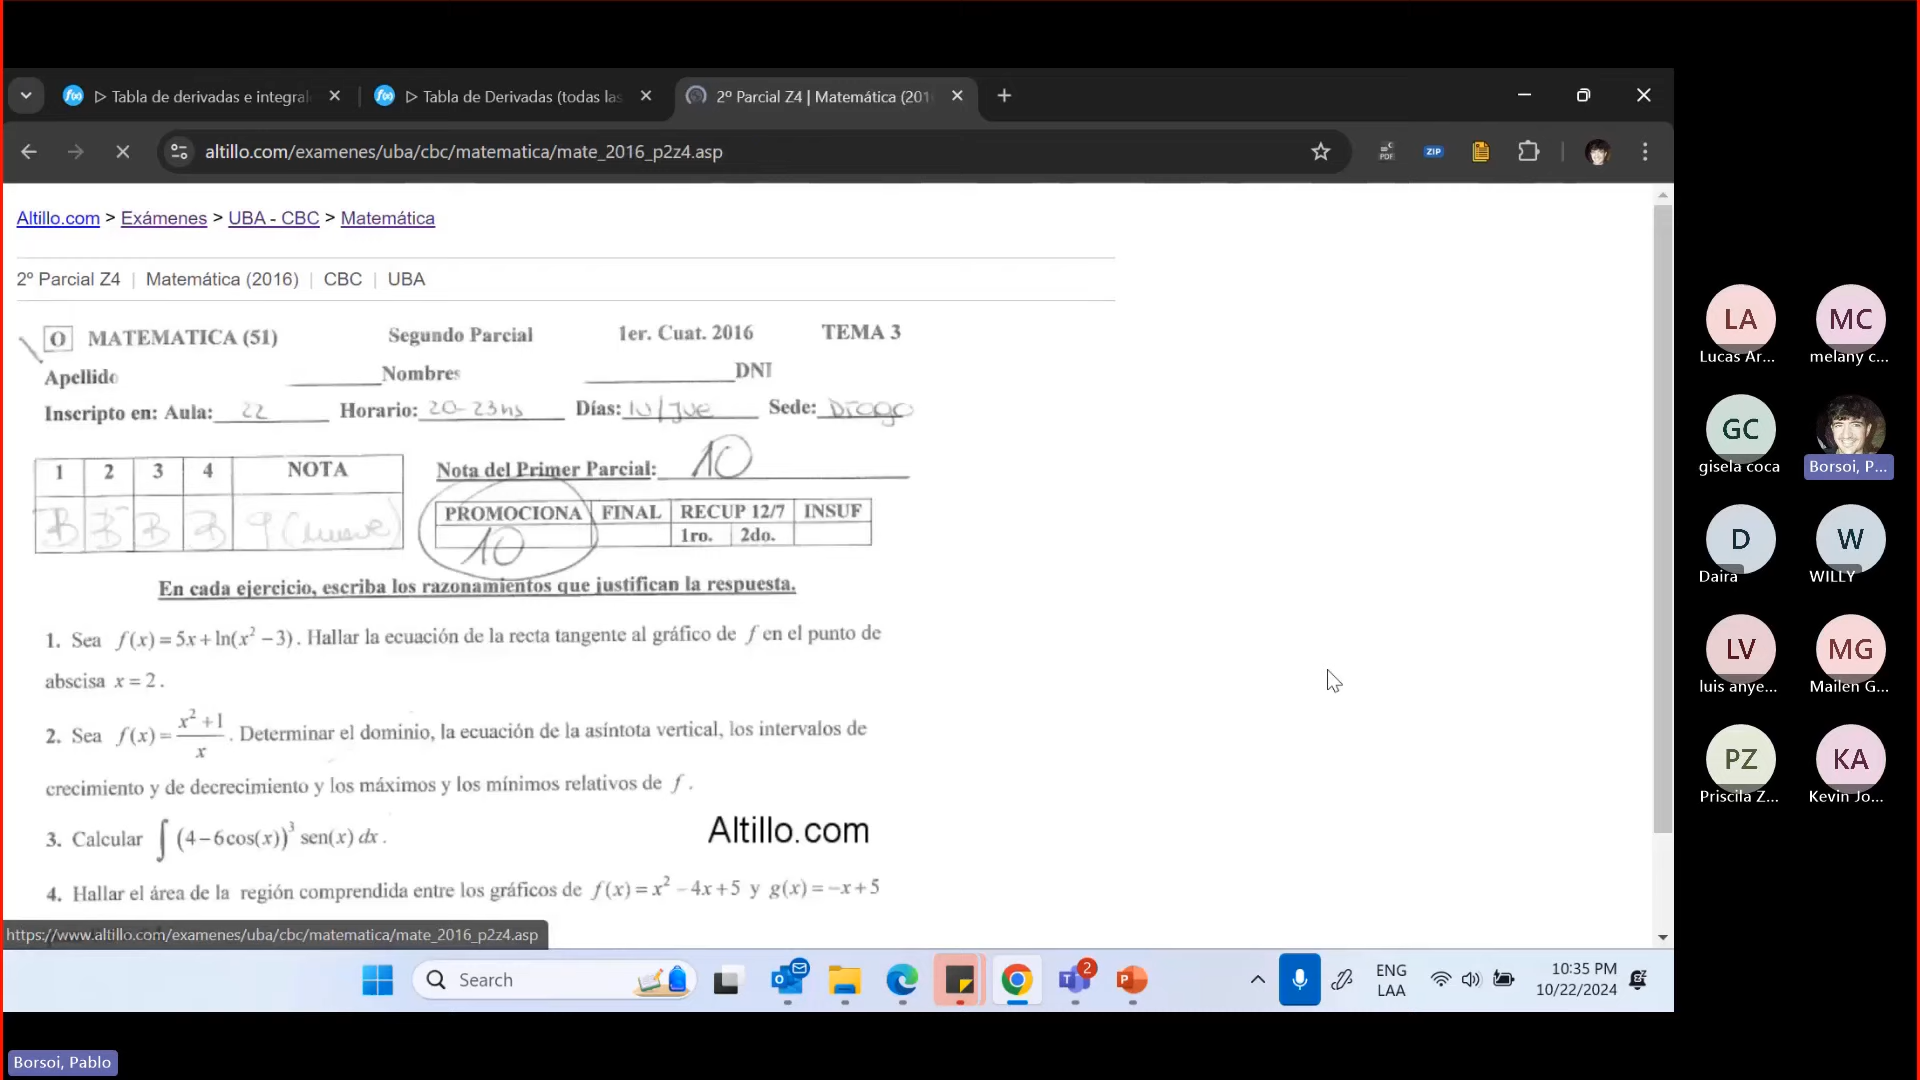 ▷ Tabla de derivadas e integral
▷ Tabla de Derivadas (todas las
2º Parcial Z4 | Matemática (201
altillo.com/examenes/uba/cbc/matematica/mate_2016_p2z4.asp
PDF
ZIP
Altillo.com > Exámenes > UBA - CBC > Matemática
2º Parcial Z4 | Matemática (2016) | CBC | UBA
O MATEMATICA (51) Segundo Parcial 1er. Cuat. 2016 TEMA 3
Apellido Nombres DNI
Inscripto en: Aula: 22 Horario: 20-23hs Días: lu/jue Sede: Drago
1 2 3 4 NOTA
B B B B 9 (nueve)
Nota del Primer Parcial: 10
PROMOCIONA FINAL RECUP 12/7 INSUF
10 1ro. 2do.
En cada ejercicio, escriba los razonamientos que justifican la respuesta.
1. Sea f(x) = 5x + ln(x² − 3). Hallar la ecuación de la recta tangente al gráfico de f en el punto de
abscisa x = 2.
2. Sea f(x) = (x² + 1)/x. Determinar el dominio, la ecuación de la asíntota vertical, los intervalos de
crecimiento y de decrecimiento y los máximos y los mínimos relativos de f.
3. Calcular ∫ (4 − 6cos(x))³ sen(x) dx.
Altillo.com
4. Hallar el área de la región comprendida entre los gráficos de f(x) = x² − 4x + 5 y g(x) = −x + 5
https://www.altillo.com/examenes/uba/cbc/matematica/mate_2016_p2z4.asp
Search
2
ENG
LAA
10:35 PM
10/22/2024
LA
Lucas Ar...
MC
melany c...
GC
gisela coca
Borsoi, P...
D
Daira
W
WILLY
LV
luis anye...
MG
Mailen G...
PZ
Priscila Z...
KA
Kevin Jo...
Borsoi, Pablo